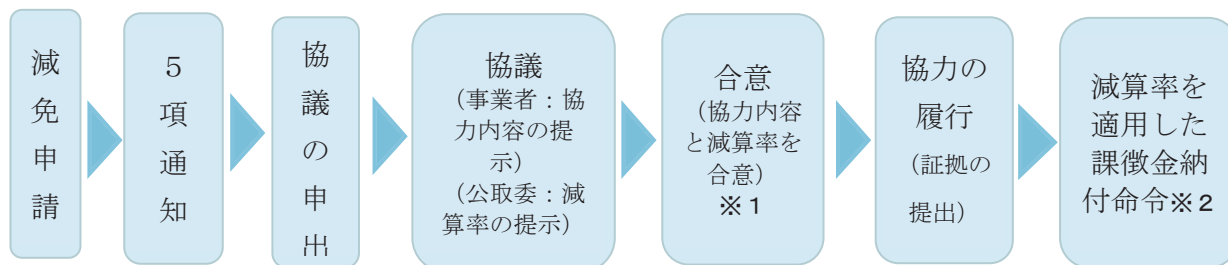 減免申請
5項通知
協議の申出
協議
（事業者：協
力内容の提
示）
（公取委：減
算率の提示）
合意
（協力内容
と減算率を
合意）
※1
協力の
履行
（証拠の
提出）
減算率を
適用した
課徴金納
付命令※2